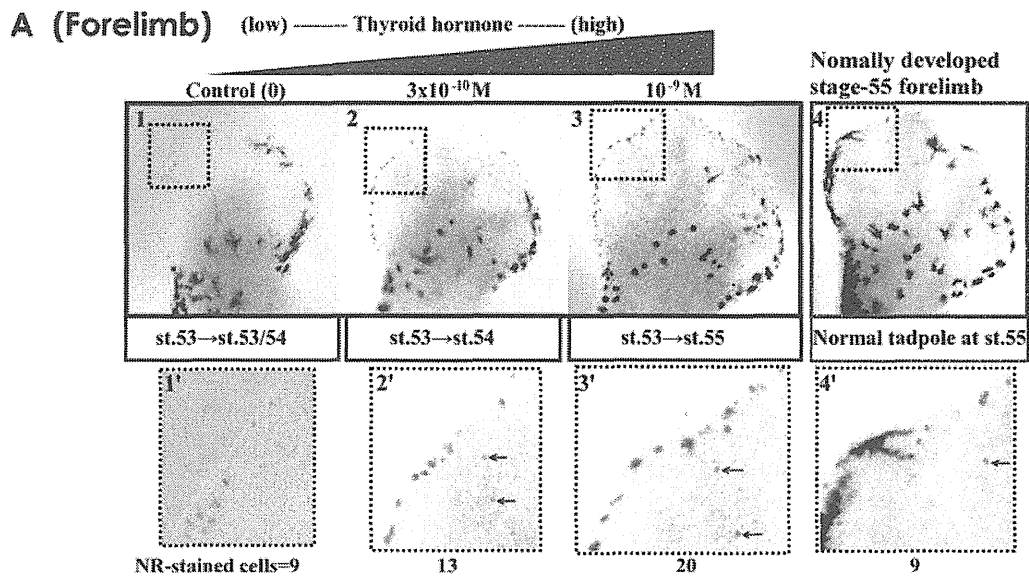 A (Forelimb)
(low) —— Thyroid hormone —— (high)
Control (0)
3x10⁻¹⁰M
10⁻⁹M
Nomally developed
stage-55 forelimb
1
2
3
4
st.53→st.53/54
st.53→st.54
st.53→st.55
Normal tadpole at st.55
1'
2'
3'
4'
NR-stained cells=9
13
20
9